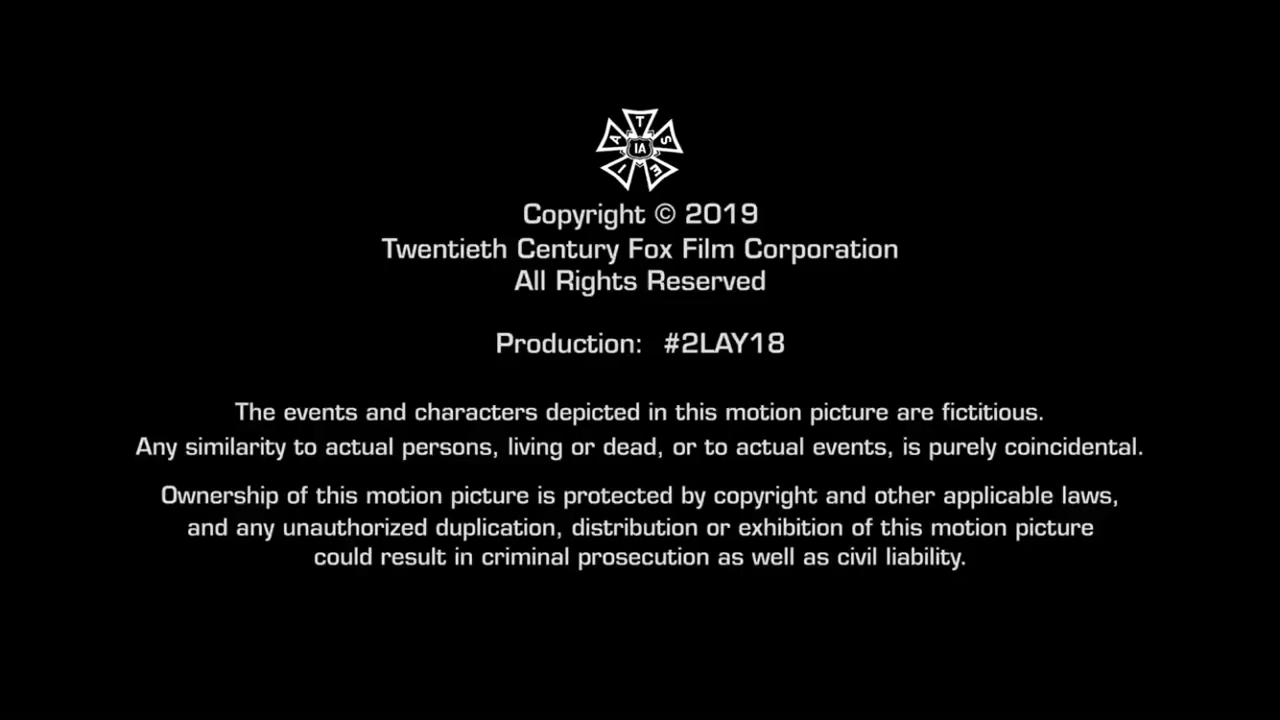 I A T S E
IA
Copyright © 2019
Twentieth Century Fox Film Corporation
All Rights Reserved
Production: #2LAY18
The events and characters depicted in this motion picture are fictitious.
Any similarity to actual persons, living or dead, or to actual events, is purely coincidental.
Ownership of this motion picture is protected by copyright and other applicable laws,
and any unauthorized duplication, distribution or exhibition of this motion picture
could result in criminal prosecution as well as civil liability.